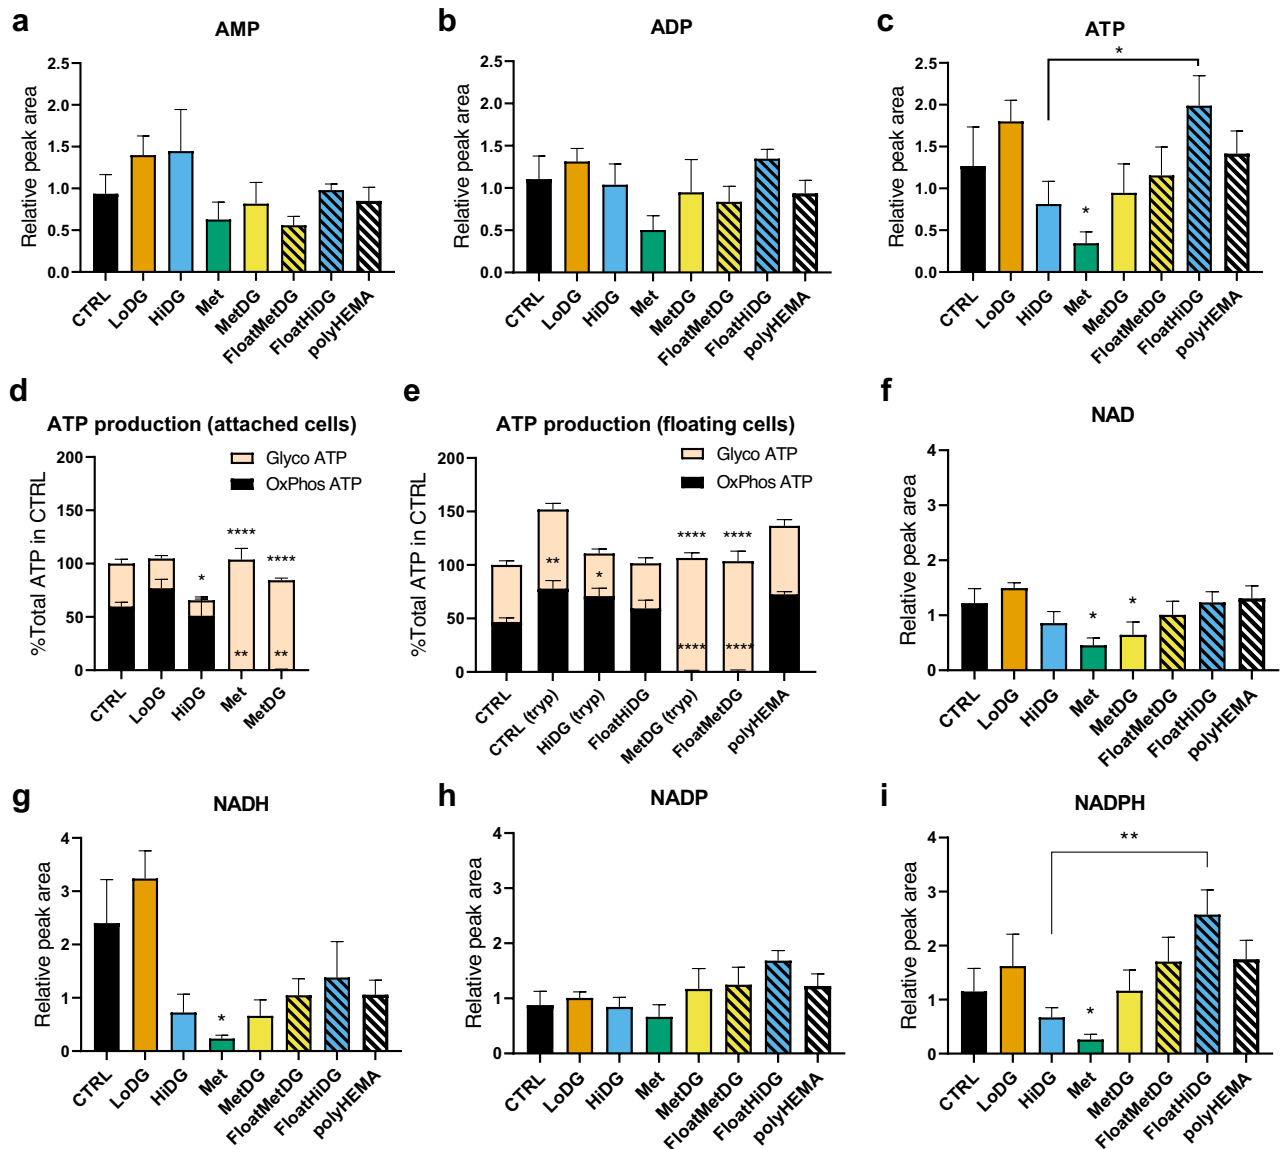 a
AMP
Relative peak area
2.5
2.0
1.5
1.0
0.5
0.0
CTRL
LoDG
HiDG
Met
MetDG
FloatMetDG
FloatHiDG
polyHEMA
b
ADP
Relative peak area
2.5
2.0
1.5
1.0
0.5
0.0
CTRL
LoDG
HiDG
Met
MetDG
FloatMetDG
FloatHiDG
polyHEMA
c
ATP
Relative peak area
2.5
2.0
1.5
1.0
0.5
0.0
*
*
CTRL
LoDG
HiDG
Met
MetDG
FloatMetDG
FloatHiDG
polyHEMA
d
ATP production (attached cells)
Glyco ATP
OxPhos ATP
%Total ATP in CTRL
200
150
100
50
0
*
****
****
**
**
CTRL
LoDG
HiDG
Met
MetDG
e
ATP production (floating cells)
Glyco ATP
OxPhos ATP
%Total ATP in CTRL
200
150
100
50
0
**
*
****
****
****
****
CTRL
CTRL (tryp)
HiDG (tryp)
FloatHiDG
MetDG (tryp)
FloatMetDG
polyHEMA
f
NAD
Relative peak area
4
3
2
1
0
*
*
CTRL
LoDG
HiDG
Met
MetDG
FloatMetDG
FloatHiDG
polyHEMA
g
NADH
Relative peak area
4
3
2
1
0
*
CTRL
LoDG
HiDG
Met
MetDG
FloatMetDG
FloatHiDG
polyHEMA
h
NADP
Relative peak area
4
3
2
1
0
CTRL
LoDG
HiDG
Met
MetDG
FloatMetDG
FloatHiDG
polyHEMA
i
NADPH
Relative peak area
4
3
2
1
0
**
*
CTRL
LoDG
HiDG
Met
MetDG
FloatMetDG
FloatHiDG
polyHEMA